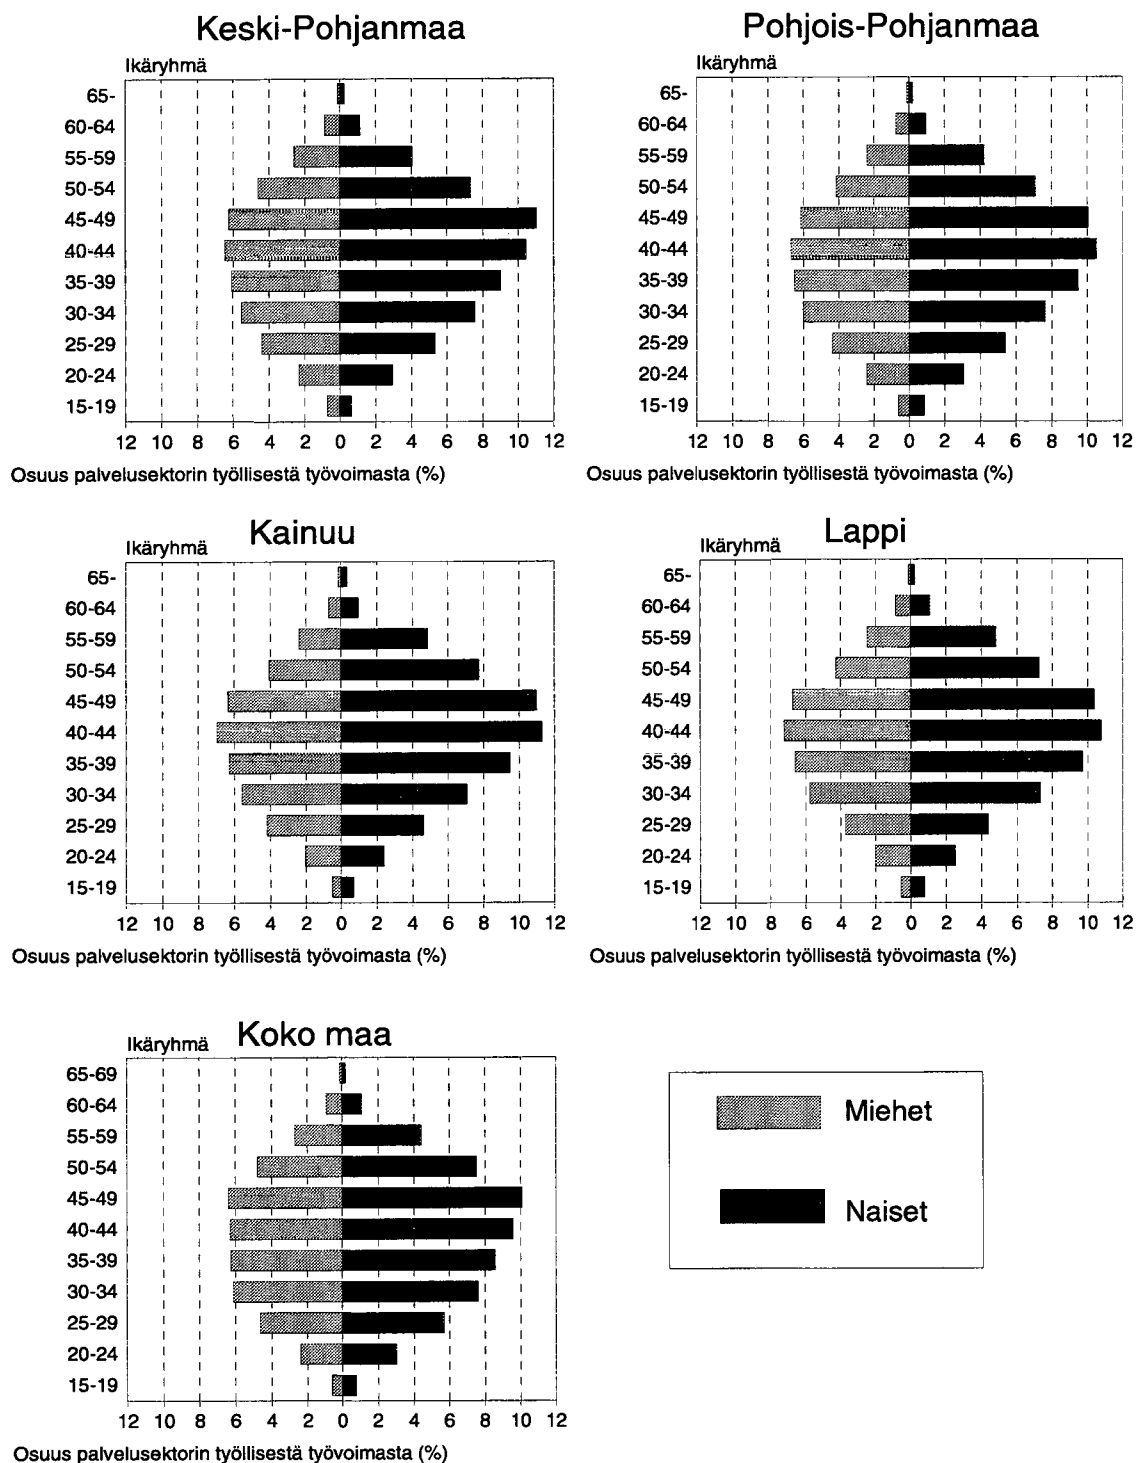 Keski-Pohjanmaa
Ikäryhmä
65-
60-64
55-59
50-54
45-49
40-44
35-39
30-34
25-29
20-24
15-19
12 10 8 6 4 2 0 2 4 6 8 10 12
Osuus palvelusektorin työllisestä työvoimasta (%)
Pohjois-Pohjanmaa
Ikäryhmä
65-
60-64
55-59
50-54
45-49
40-44
35-39
30-34
25-29
20-24
15-19
12 10 8 6 4 2 0 2 4 6 8 10 12
Osuus palvelusektorin työllisestä työvoimasta (%)
Kainuu
Ikäryhmä
65-
60-64
55-59
50-54
45-49
40-44
35-39
30-34
25-29
20-24
15-19
12 10 8 6 4 2 0 2 4 6 8 10 12
Osuus palvelusektorin työllisestä työvoimasta (%)
Lappi
Ikäryhmä
65-
60-64
55-59
50-54
45-49
40-44
35-39
30-34
25-29
20-24
15-19
12 10 8 6 4 2 0 2 4 6 8 10 12
Osuus palvelusektorin työllisestä työvoimasta (%)
Koko maa
Ikäryhmä
65-69
60-64
55-59
50-54
45-49
40-44
35-39
30-34
25-29
20-24
15-19
12 10 8 6 4 2 0 2 4 6 8 10 12
Osuus palvelusektorin työllisestä työvoimasta (%)
Miehet
Naiset